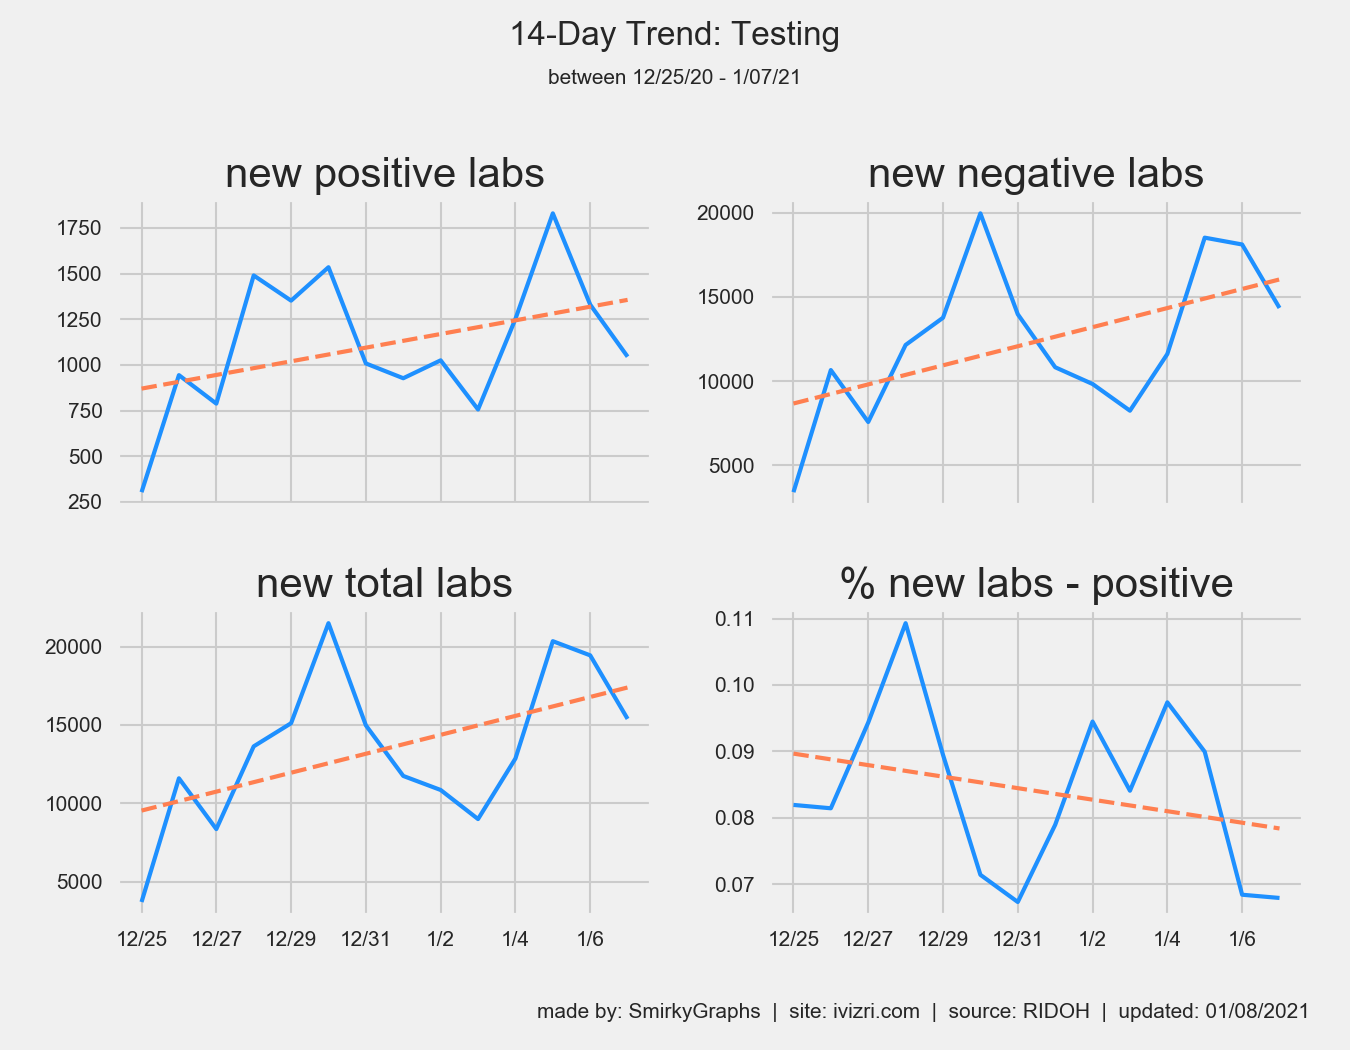 14-Day Trend: Testing
between 12/25/20 - 1/07/21
new positive labs
1750
1500
1250
1000
750
500
250
new negative labs
20000
15000
10000
5000
new total labs
20000
15000
10000
5000
12/25 12/27 12/29 12/31 1/2 1/4 1/6
% new labs - positive
0.11
0.10
0.09
0.08
0.07
12/25 12/27 12/29 12/31 1/2 1/4 1/6
made by: SmirkyGraphs | site: ivizri.com | source: RIDOH | updated: 01/08/2021